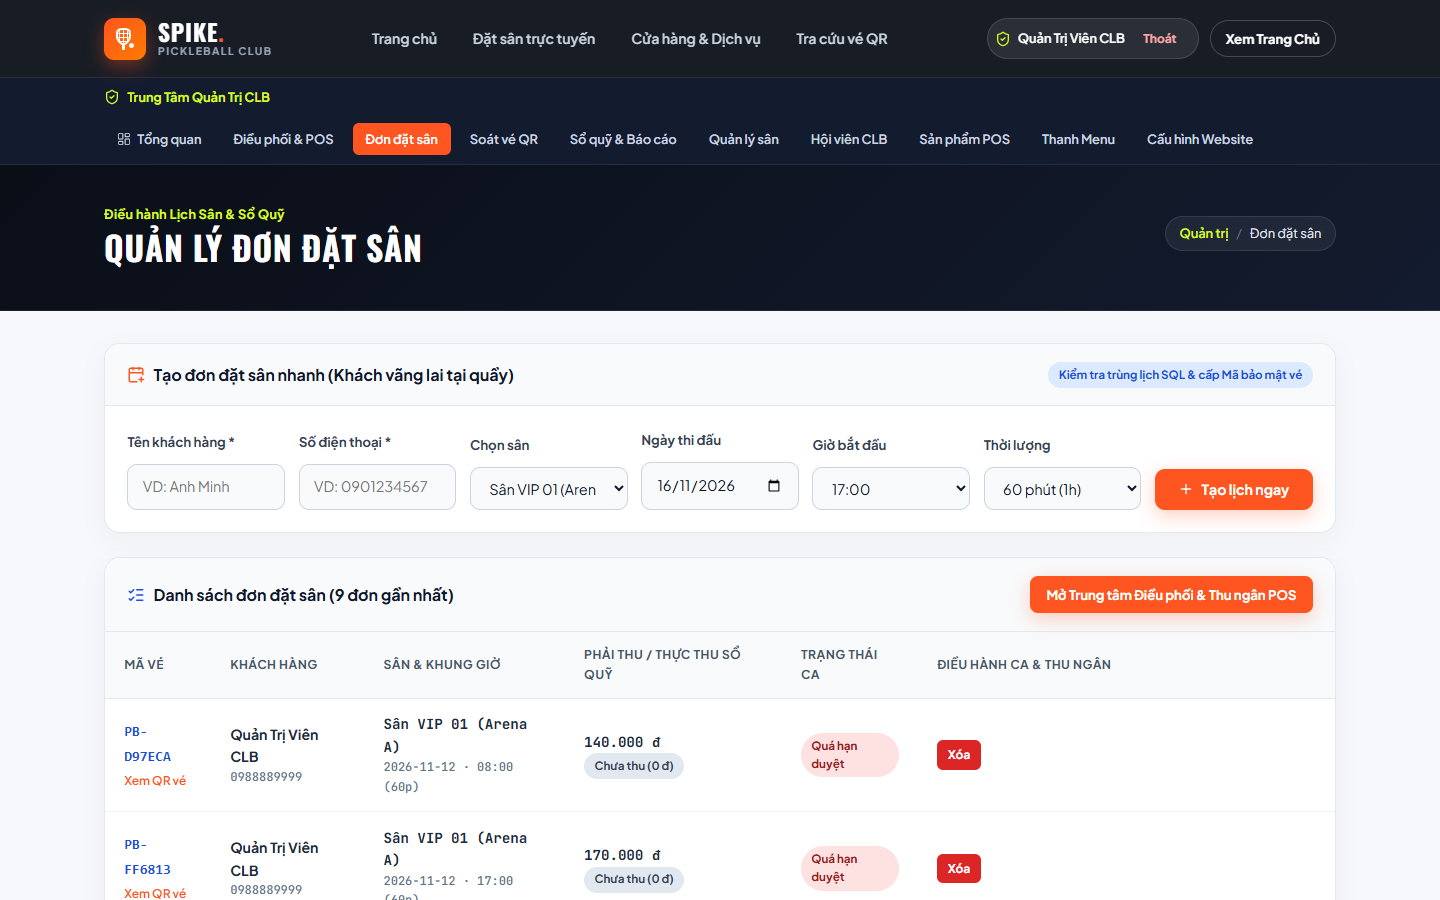 SPIKE.
PICKLEBALL CLUB
Trang chủ
Đặt sân trực tuyến
Cửa hàng & Dịch vụ
Tra cứu vé QR
Quản Trị Viên CLB
Thoát
Xem Trang Chủ
Trung Tâm Quản Trị CLB
Tổng quan
Điều phối & POS
Đơn đặt sân
Soát vé QR
Sổ quỹ & Báo cáo
Quản lý sân
Hội viên CLB
Sản phẩm POS
Thanh Menu
Cấu hình Website
Điều hành Lịch Sân & Sổ Quỹ
QUẢN LÝ ĐƠN ĐẶT SÂN
Quản trị / Đơn đặt sân
Tạo đơn đặt sân nhanh (Khách vãng lai tại quầy)
Kiểm tra trùng lịch SQL & cấp Mã bảo mật vé
Tên khách hàng *
Số điện thoại *
Chọn sân
Ngày thi đấu
Giờ bắt đầu
Thời lượng
VD: Anh Minh
VD: 0901234567
Sân VIP 01 (Aren
16/11/2026
17:00
60 phút (1h)
Tạo lịch ngay
Danh sách đơn đặt sân (9 đơn gần nhất)
Mở Trung tâm Điều phối & Thu ngân POS
MÃ VÉ
KHÁCH HÀNG
SÂN & KHUNG GIỜ
PHẢI THU / THỰC THU SỔ
QUỸ
TRẠNG THÁI
CA
ĐIỀU HÀNH CA & THU NGÂN
PB-
D97ECA
Xem QR vé
Quản Trị Viên
CLB
0988889999
Sân VIP 01 (Arena
A)
2026-11-12 · 08:00
(60p)
140.000 đ
Chưa thu (0 đ)
Quá hạn
duyệt
Xóa
PB-
FF6813
Xem QR vé
Quản Trị Viên
CLB
0988889999
Sân VIP 01 (Arena
A)
2026-11-12 · 17:00
(60p)
170.000 đ
Chưa thu (0 đ)
Quá hạn
duyệt
Xóa